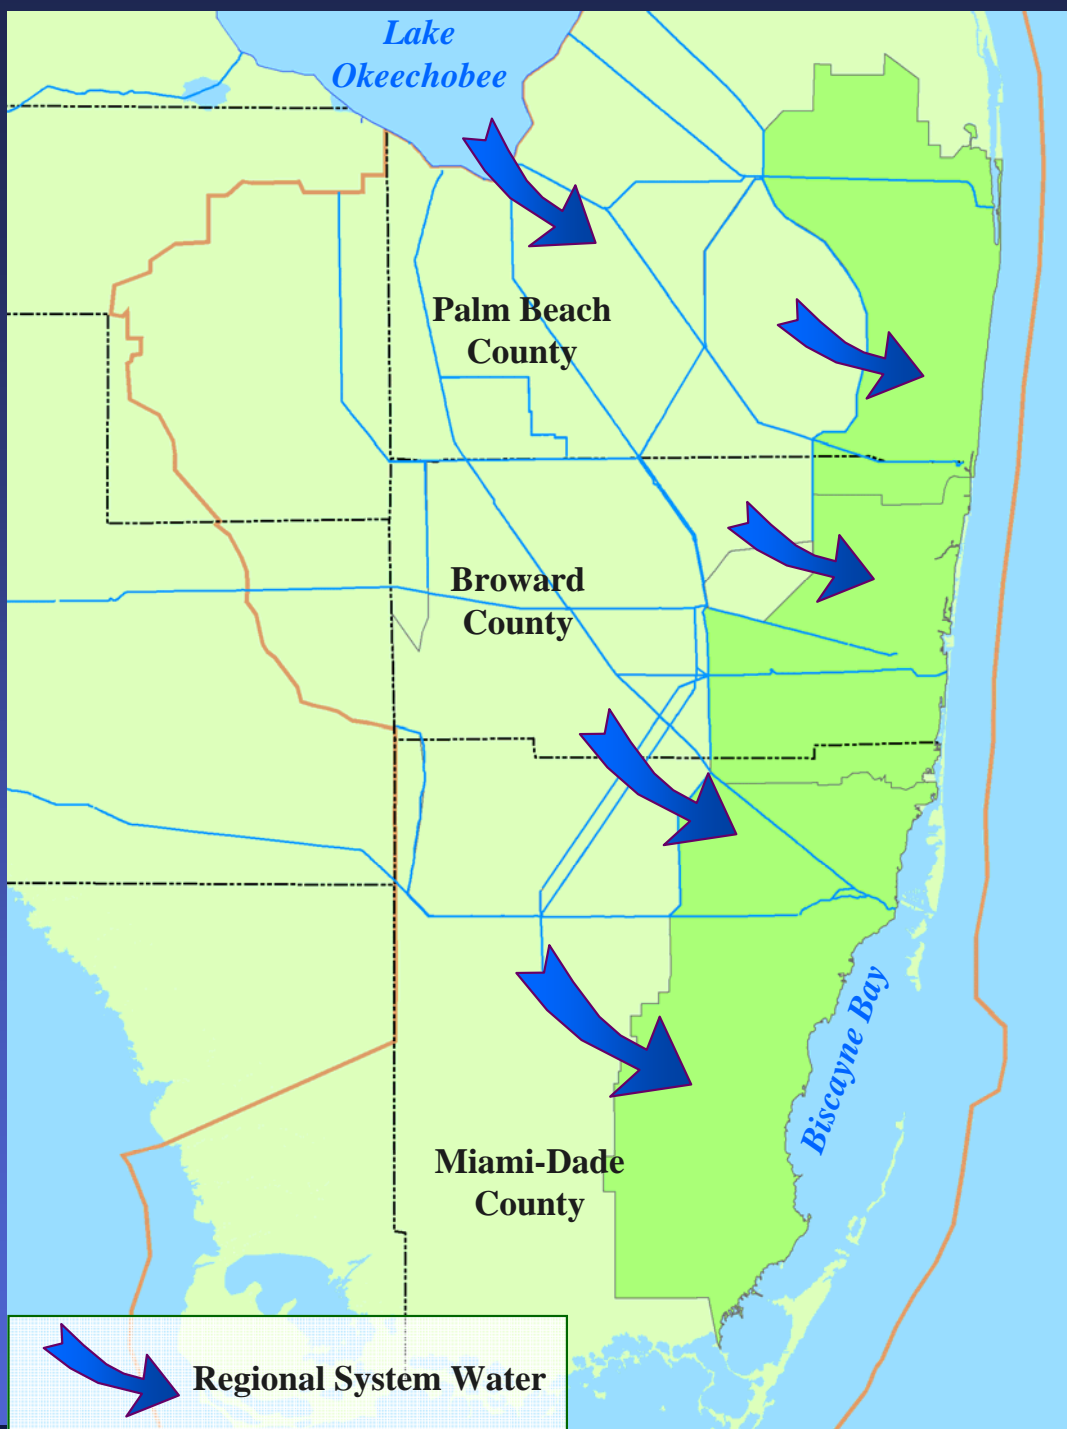 Lake
Okeechobee
Palm Beach
County
Broward
County
Biscayne Bay
Miami-Dade
County
Regional System Water